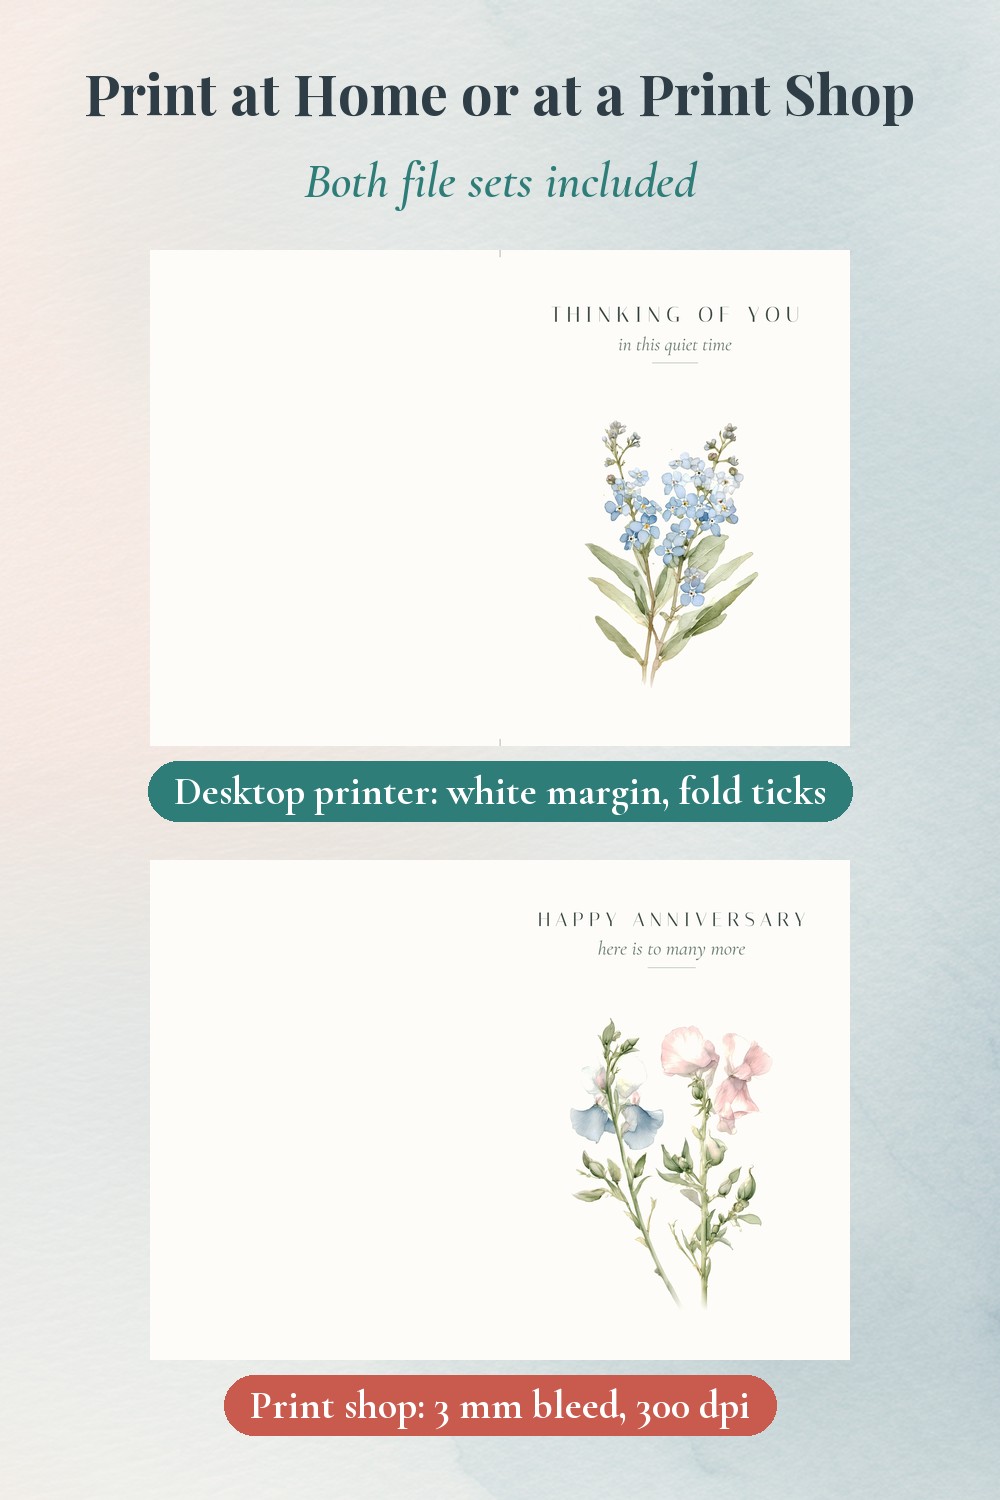 Print at Home or at a Print Shop
Both file sets included
THINKING OF YOU
in this quiet time
Desktop printer: white margin, fold ticks
HAPPY ANNIVERSARY
here is to many more
Print shop: 3 mm bleed, 300 dpi